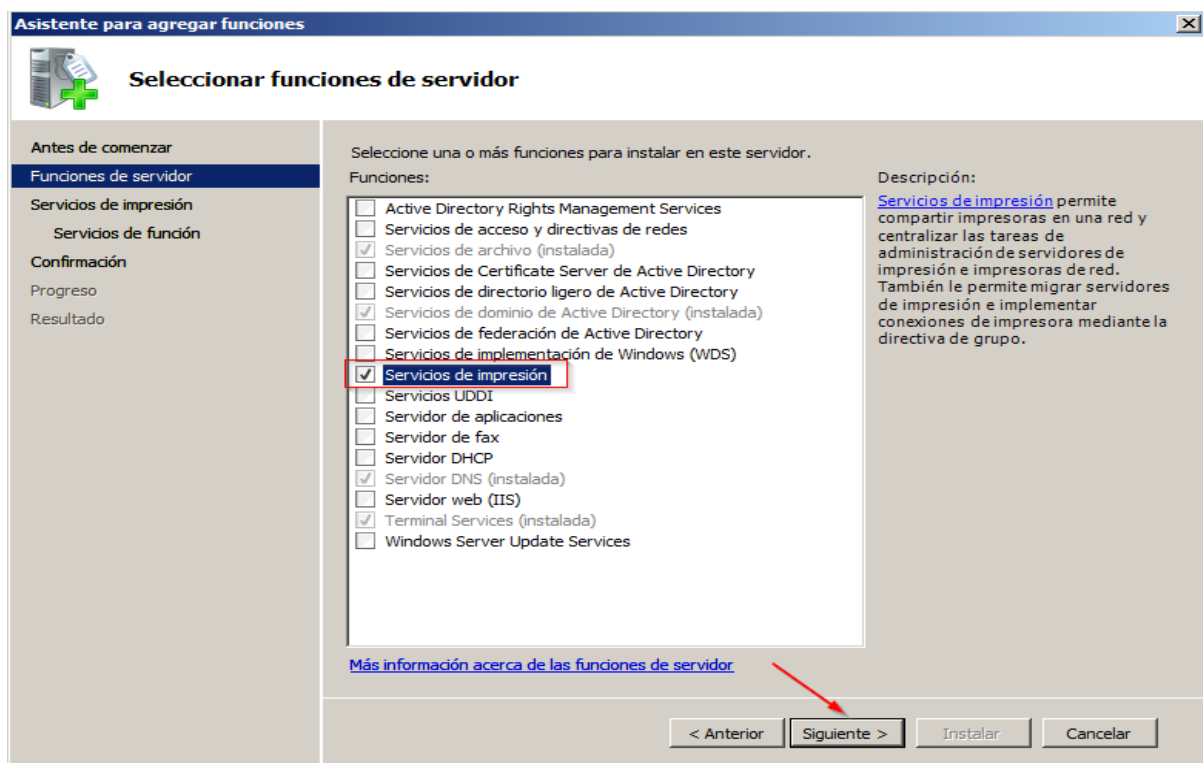 Asistente para agregar funciones
Seleccionar funciones de servidor
Antes de comenzar
Funciones de servidor
Servicios de impresión
Servicios de función
Confirmación
Progreso
Resultado
Seleccione una o más funciones para instalar en este servidor.
Funciones:
Active Directory Rights Management Services
Servicios de acceso y directivas de redes
Servicios de archivo (instalada)
Servicios de Certificate Server de Active Directory
Servicios de directorio ligero de Active Directory
Servicios de dominio de Active Directory (instalada)
Servicios de federación de Active Directory
Servicios de implementación de Windows (WDS)
Servicios de impresión
Servicios UDDI
Servidor de aplicaciones
Servidor de fax
Servidor DHCP
Servidor DNS (instalada)
Servidor web (IIS)
Terminal Services (instalada)
Windows Server Update Services
Más información acerca de las funciones de servidor
Descripción:
Servicios de impresión permite
compartir impresoras en una red y
centralizar las tareas de
administración de servidores de
impresión e impresoras de red.
También le permite migrar servidores
de impresión e implementar
conexiones de impresora mediante la
directiva de grupo.
< Anterior
Siguiente >
Instalar
Cancelar